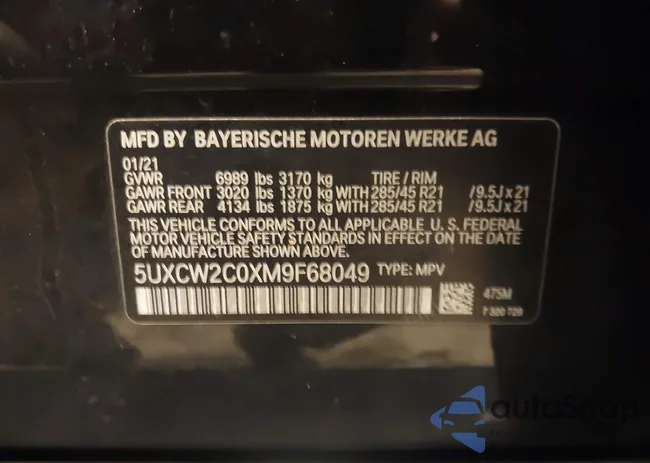 MFD BY BAYERISCHE MOTOREN WERKE AG
01/21
GVWR 6989 lbs 3170 kg TIRE / RIM
GAWR FRONT 3020 lbs 1370 kg WITH 285/45 R21 /9.5J x 21
GAWR REAR 4134 lbs 1875 kg WITH 285/45 R21 /9.5J x 21
THIS VEHICLE CONFORMS TO ALL APPLICABLE U.S. FEDERAL
MOTOR VEHICLE SAFETY STANDARDS IN EFFECT ON THE DATE
OF MANUFACTURE SHOWN ABOVE.
5UXCW2C0XM9F68049 TYPE: MPV
475M
7 320 729
autoSnap